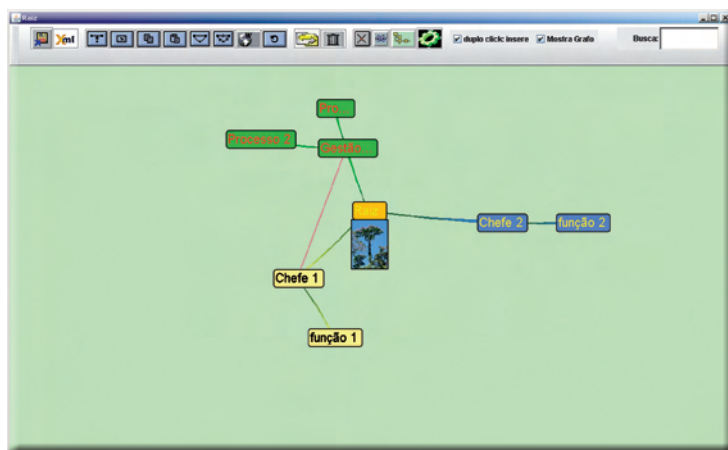 Raiz
Xml
duplo clic insere
Mostra Grafo
Busca:
Pro...
Processo 2
Gestão...
Raiz
Chefe 2
função 2
Chefe 1
função 1